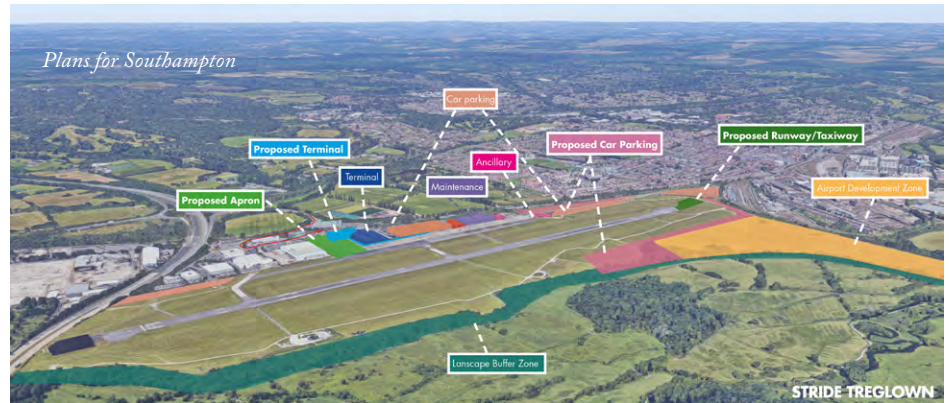 Plans for Southampton
Car parking
Proposed Runway/Taxiway
Proposed Terminal
Proposed Car Parking
Ancillary
Terminal
Maintenance
Airport Development Zone
Proposed Apron
Lanscape Buffer Zone
STRIDE TREGLOWN